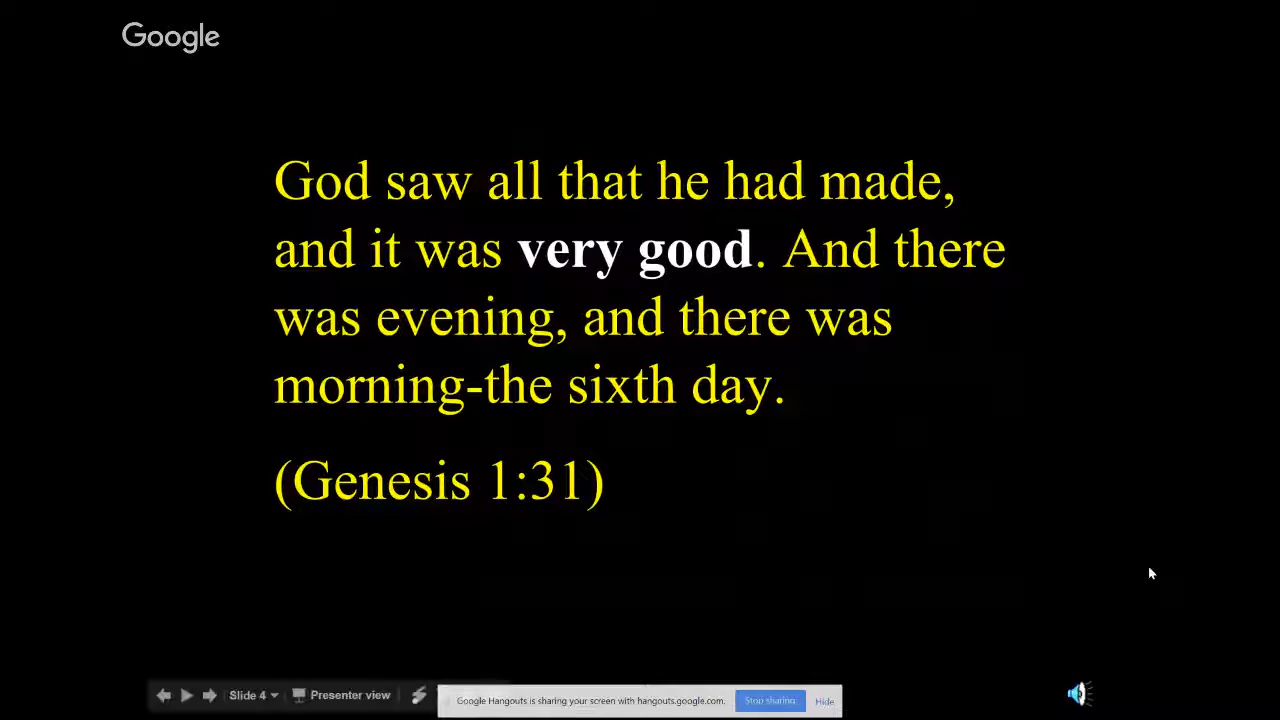 Google
God saw all that he had made,
and it was very good. And there
was evening, and there was
morning-the sixth day.
(Genesis 1:31)
Slide 4
Presenter view
Google Hangouts is sharing your screen with hangouts.google.com.
Stop sharing
Hide